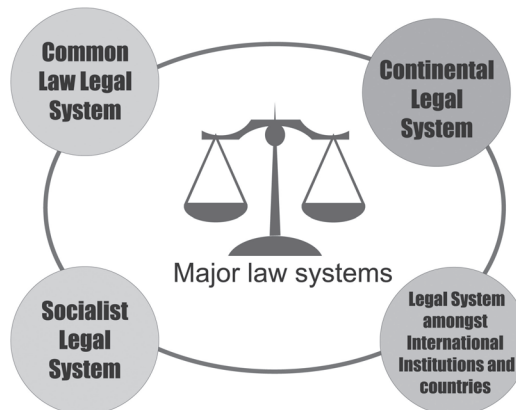 Common
Law Legal
System
Continental
Legal
System
Major law systems
Socialist
Legal
System
Legal System
amongst
International
Institutions and
countries